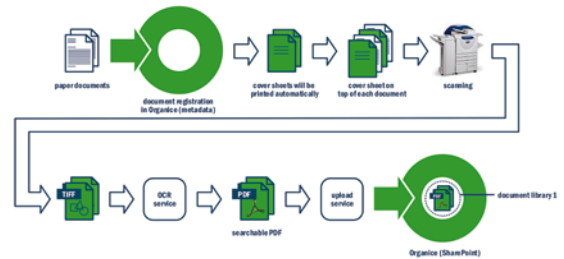 paper documents
document registration
in Organice (metadata)
cover sheets will be
printed automatically
cover sheet on
top of each document
scanning
TIFF
OCR
service
PDF
searchable PDF
upload
service
document library 1
Organice (SharePoint)